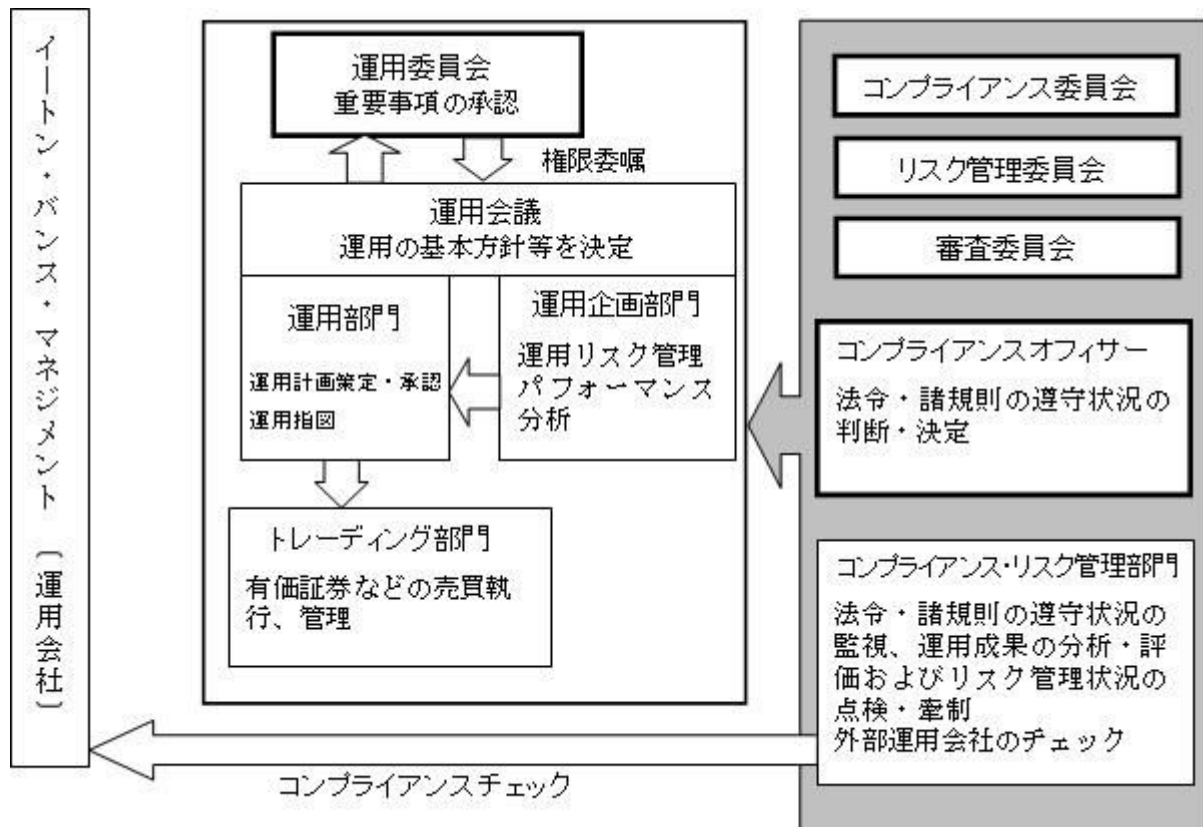 イートン・バンス・マネジメント〔運用会社〕
運用委員会
重要事項の承認
権限委嘱
運用会議
運用の基本方針等を決定
運用部門
運用計画策定・承認
運用指図
運用企画部門
運用リスク管理
パフォーマンス
分析
トレーディング部門
有価証券などの売買執
行、管理
コンプライアンス委員会
リスク管理委員会
審査委員会
コンプライアンスオフィサー
法令・諸規則の遵守状況の
判断・決定
コンプライアンス・リスク管理部門
法令・諸規則の遵守状況の
監視、運用成果の分析・評
価およびリスク管理状況の
点検・牽制
外部運用会社のチェック
コンプライアンスチェック